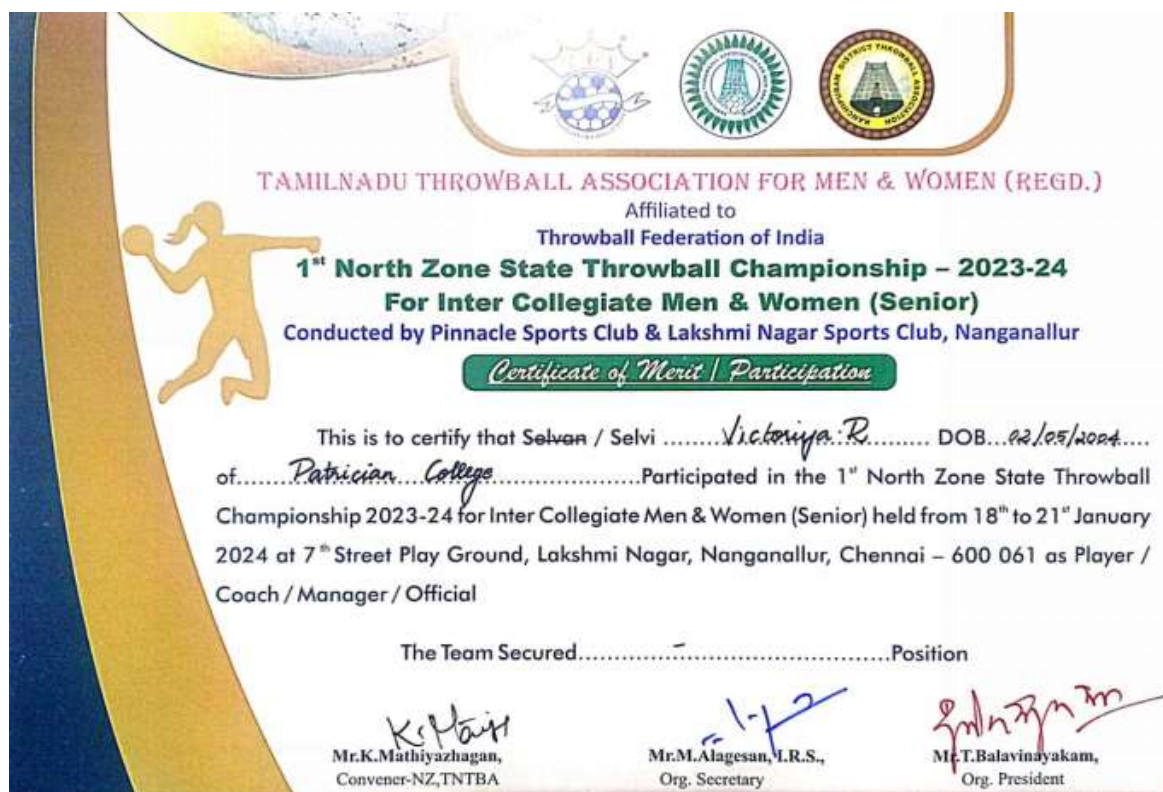 KANCHIPURAM DISTRICT THROWBALL ASSOCIATION
TAMILNADU THROWBALL ASSOCIATION FOR MEN & WOMEN (REGD.)
Affiliated to
Throwball Federation of India
1st North Zone State Throwball Championship – 2023-24
For Inter Collegiate Men & Women (Senior)
Conducted by Pinnacle Sports Club & Lakshmi Nagar Sports Club, Nanganallur
Certificate of Merit / Participation
This is to certify that Selvan / Selvi ........Victoriya.R.......... DOB...02/05/2004....
of........Patrician College.......................Participated in the 1st North Zone State Throwball
Championship 2023-24 for Inter Collegiate Men & Women (Senior) held from 18th to 21st January
2024 at 7th Street Play Ground, Lakshmi Nagar, Nanganallur, Chennai – 600 061 as Player /
Coach / Manager / Official
The Team Secured.............-............................Position
Mr.K.Mathiyazhagan, Mr.M.Alagesan, I.R.S., Mr.T.Balavinayakam,
Convener-NZ,TNTBA Org. Secretary Org. President